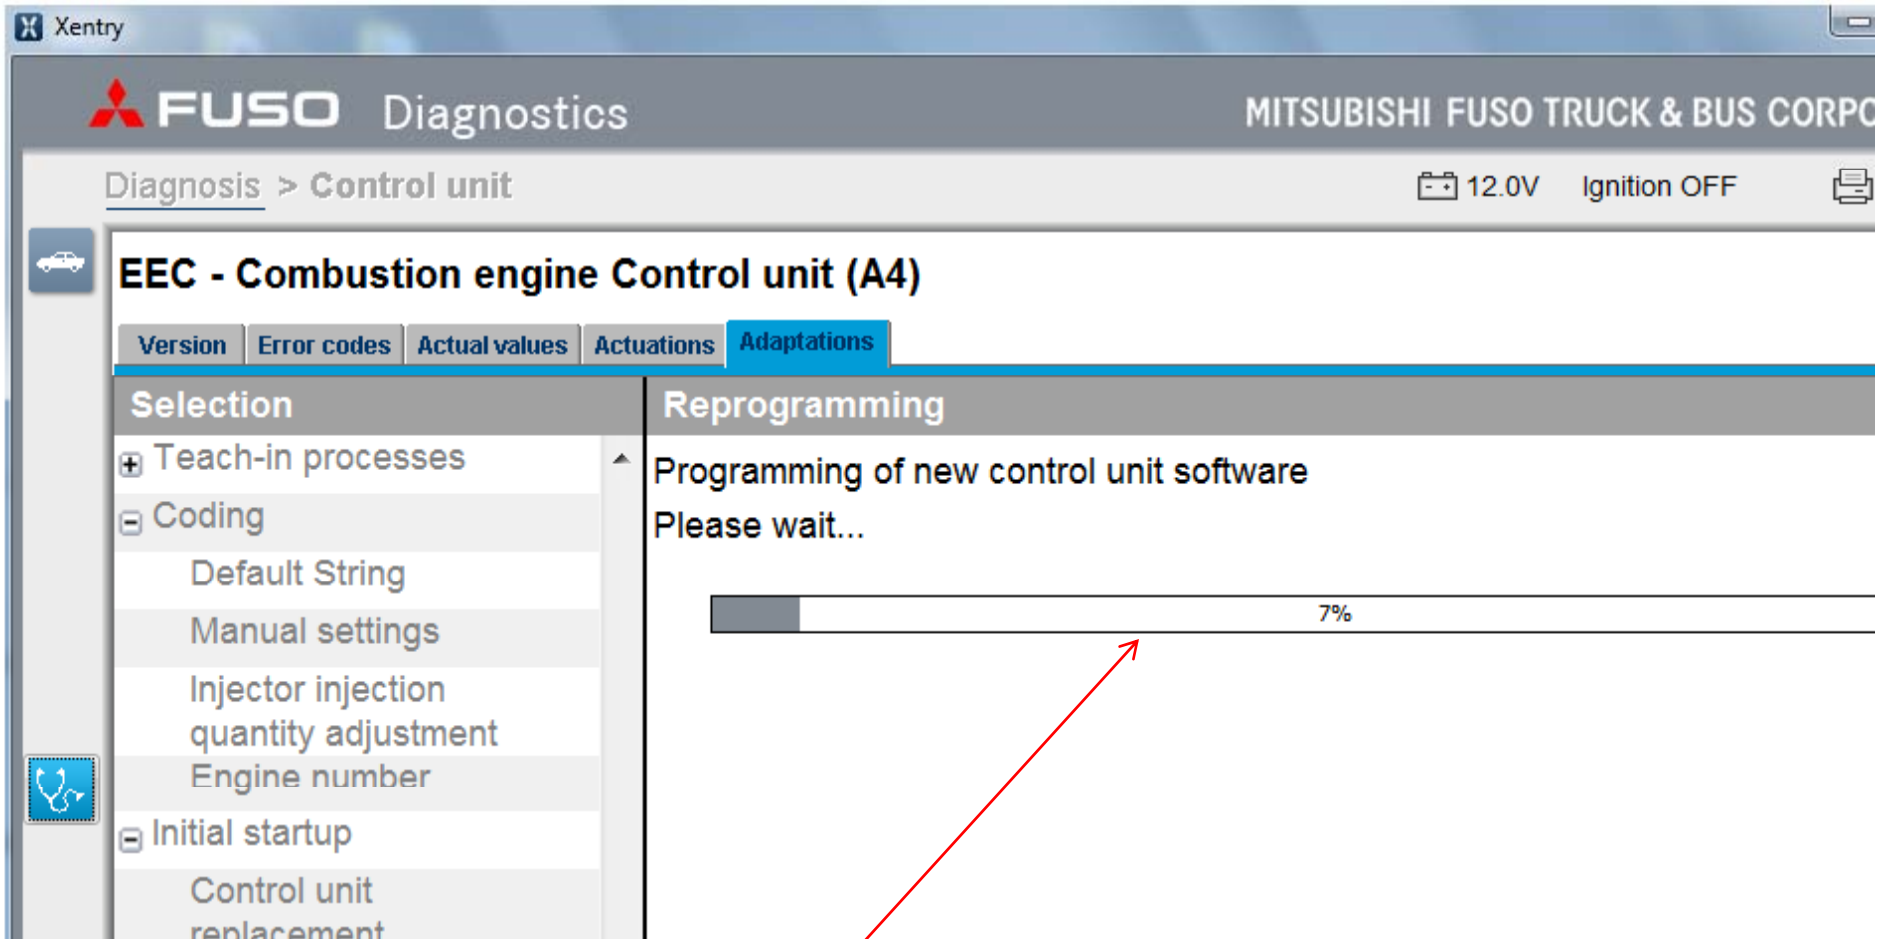 Xentry
FUSO Diagnostics
MITSUBISHI FUSO TRUCK & BUS CORPO
Diagnosis > Control unit
12.0V Ignition OFF
EEC - Combustion engine Control unit (A4)
Version Error codes Actual values Actuations Adaptations
Selection
Teach-in processes
Coding
Default String
Manual settings
Injector injection
quantity adjustment
Engine number
Initial startup
Control unit
replacement
Reprogramming
Programming of new control unit software
Please wait...
7%